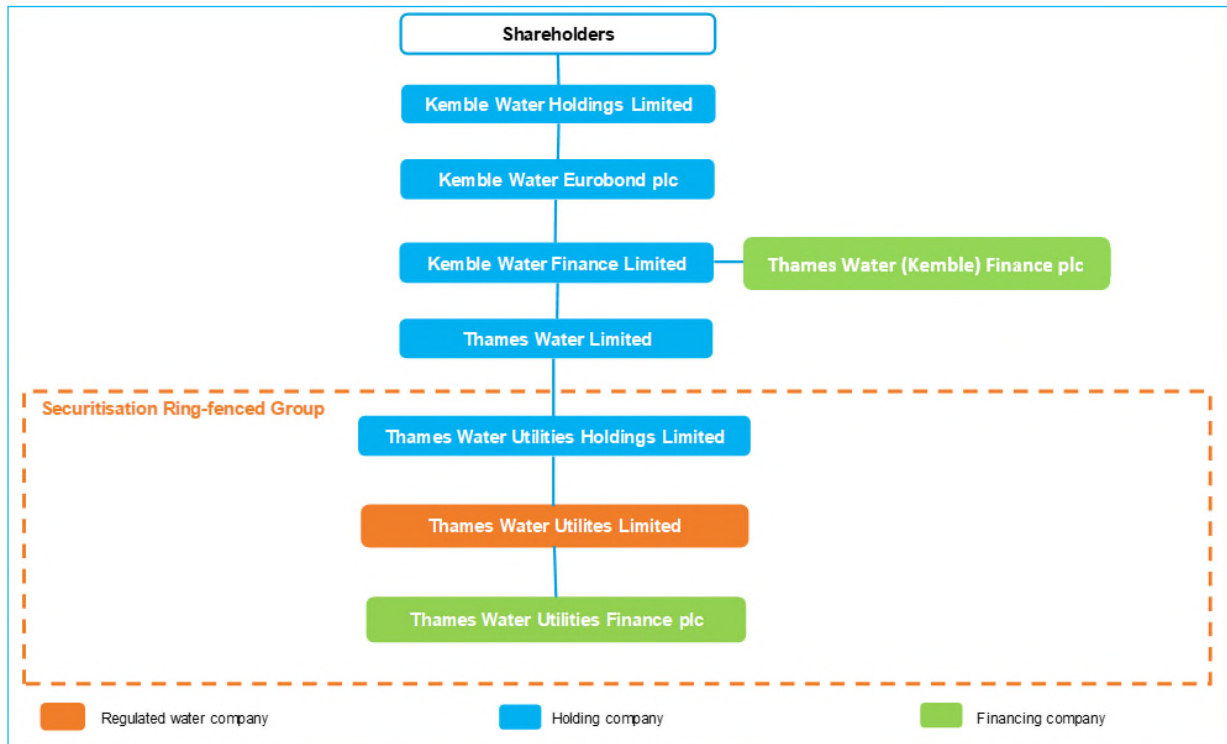 Shareholders
Kemble Water Holdings Limited
Kemble Water Eurobond plc
Kemble Water Finance Limited
Thames Water (Kemble) Finance plc
Thames Water Limited
Securitisation Ring-fenced Group
Thames Water Utilities Holdings Limited
Thames Water Utilites Limited
Thames Water Utilities Finance plc
Regulated water company
Holding company
Financing company